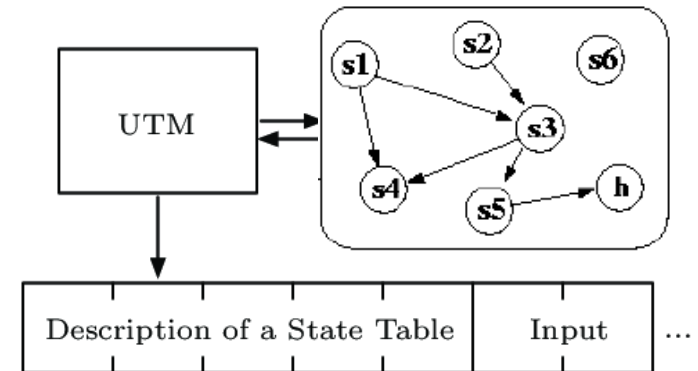 s1
s2
s6
UTM
s3
s4
s5
h
Description of a State Table
Input
...